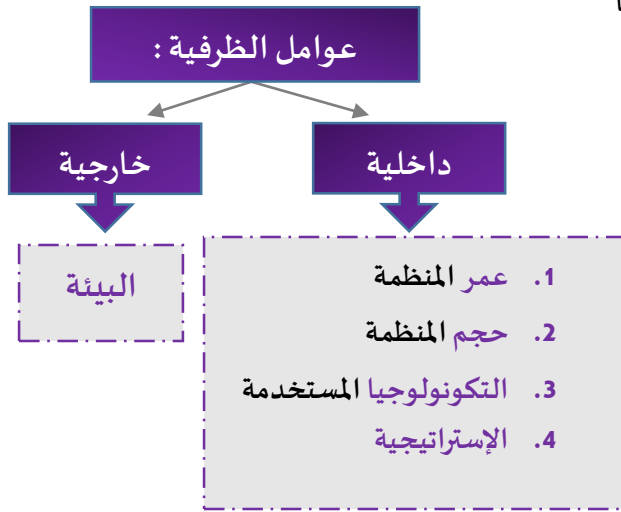 عوامل الظرفية :
داخلية
خارجية
1. عمر المنظمة
2. حجم المنظمة
3. التكونولوجيا المستخدمة
4. الإستراتيجية
البيئة